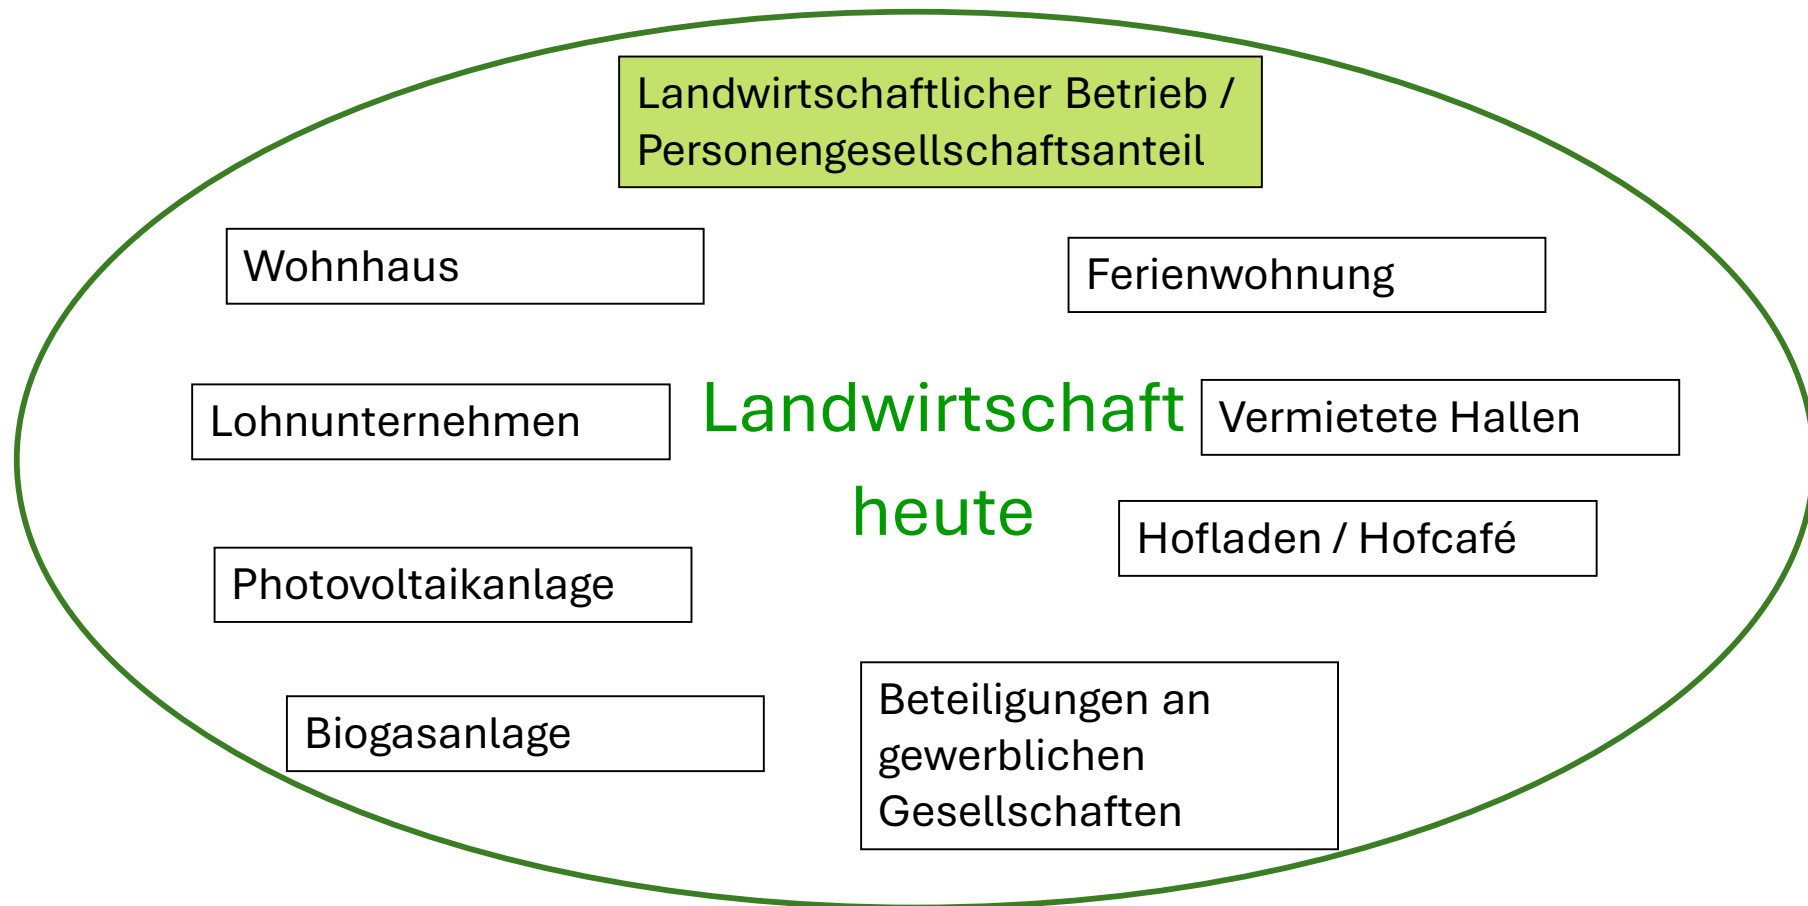 Landwirtschaftlicher Betrieb /
Personengesellschaftsanteil
Wohnhaus
Ferienwohnung
Lohnunternehmen
Landwirtschaft
heute
Vermietete Hallen
Hofladen / Hofcafé
Photovoltaikanlage
Biogasanlage
Beteiligungen an
gewerblichen
Gesellschaften